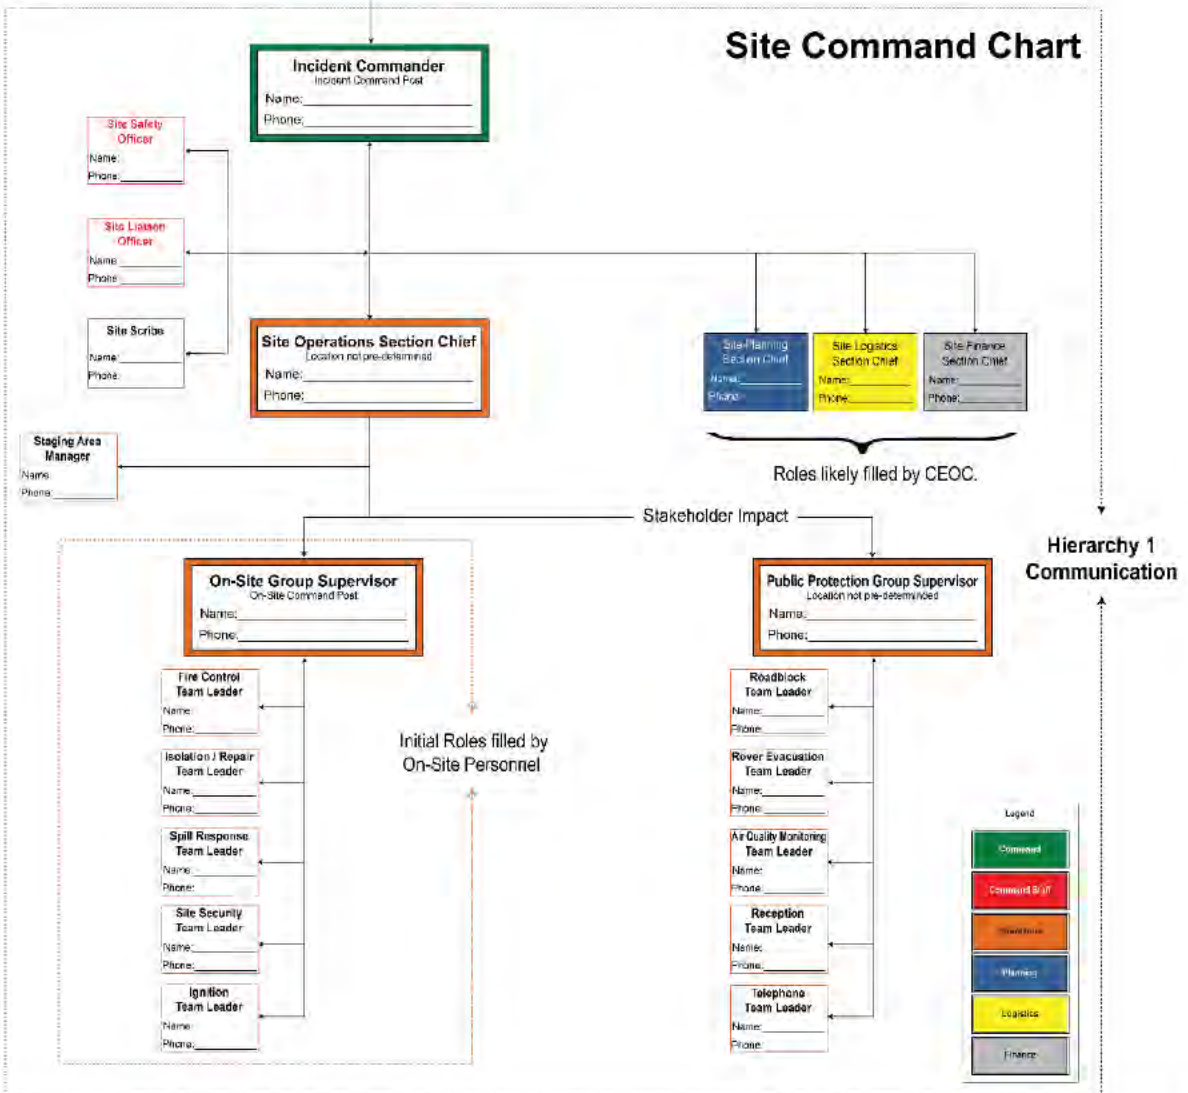 Site Command Chart
Incident Commander
Incident Command Post
Name:
Phone:
Site Safety
Officer
Name:
Phone:
Site Liaison
Officer
Name:
Phone:
Site Scribe
Name:
Phone:
Site Operations Section Chief
Location not pre-determined
Name:
Phone:
Site Planning
Section Chief
Name:
Phone:
Site Logistics
Section Chief
Name:
Phone:
Site Finance
Section Chief
Name:
Phone:
Roles likely filled by CEOC.
Staging Area
Manager
Name:
Phone:
Stakeholder Impact
Hierarchy 1
Communication
On-Site Group Supervisor
On-Site Command Post
Name:
Phone:
Public Protection Group Supervisor
Location not pre-determinded
Name:
Phone:
Fire Control
Team Leader
Name:
Phone:
Isolation / Repair
Team Leader
Name:
Phone:
Spill Response
Team Leader
Name:
Phone:
Site Security
Team Leader
Name:
Phone:
Ignition
Team Leader
Name:
Phone:
Initial Roles filled by
On-Site Personnel
Roadblock
Team Leader
Name:
Phone:
Rover Evacuation
Team Leader
Name:
Phone:
Air Quality Monitoring
Team Leader
Name:
Phone:
Reception
Team Leader
Name:
Phone:
Telephone
Team Leader
Name:
Phone:
Legend
Command
Command Staff
Operations
Planning
Logistics
Finance